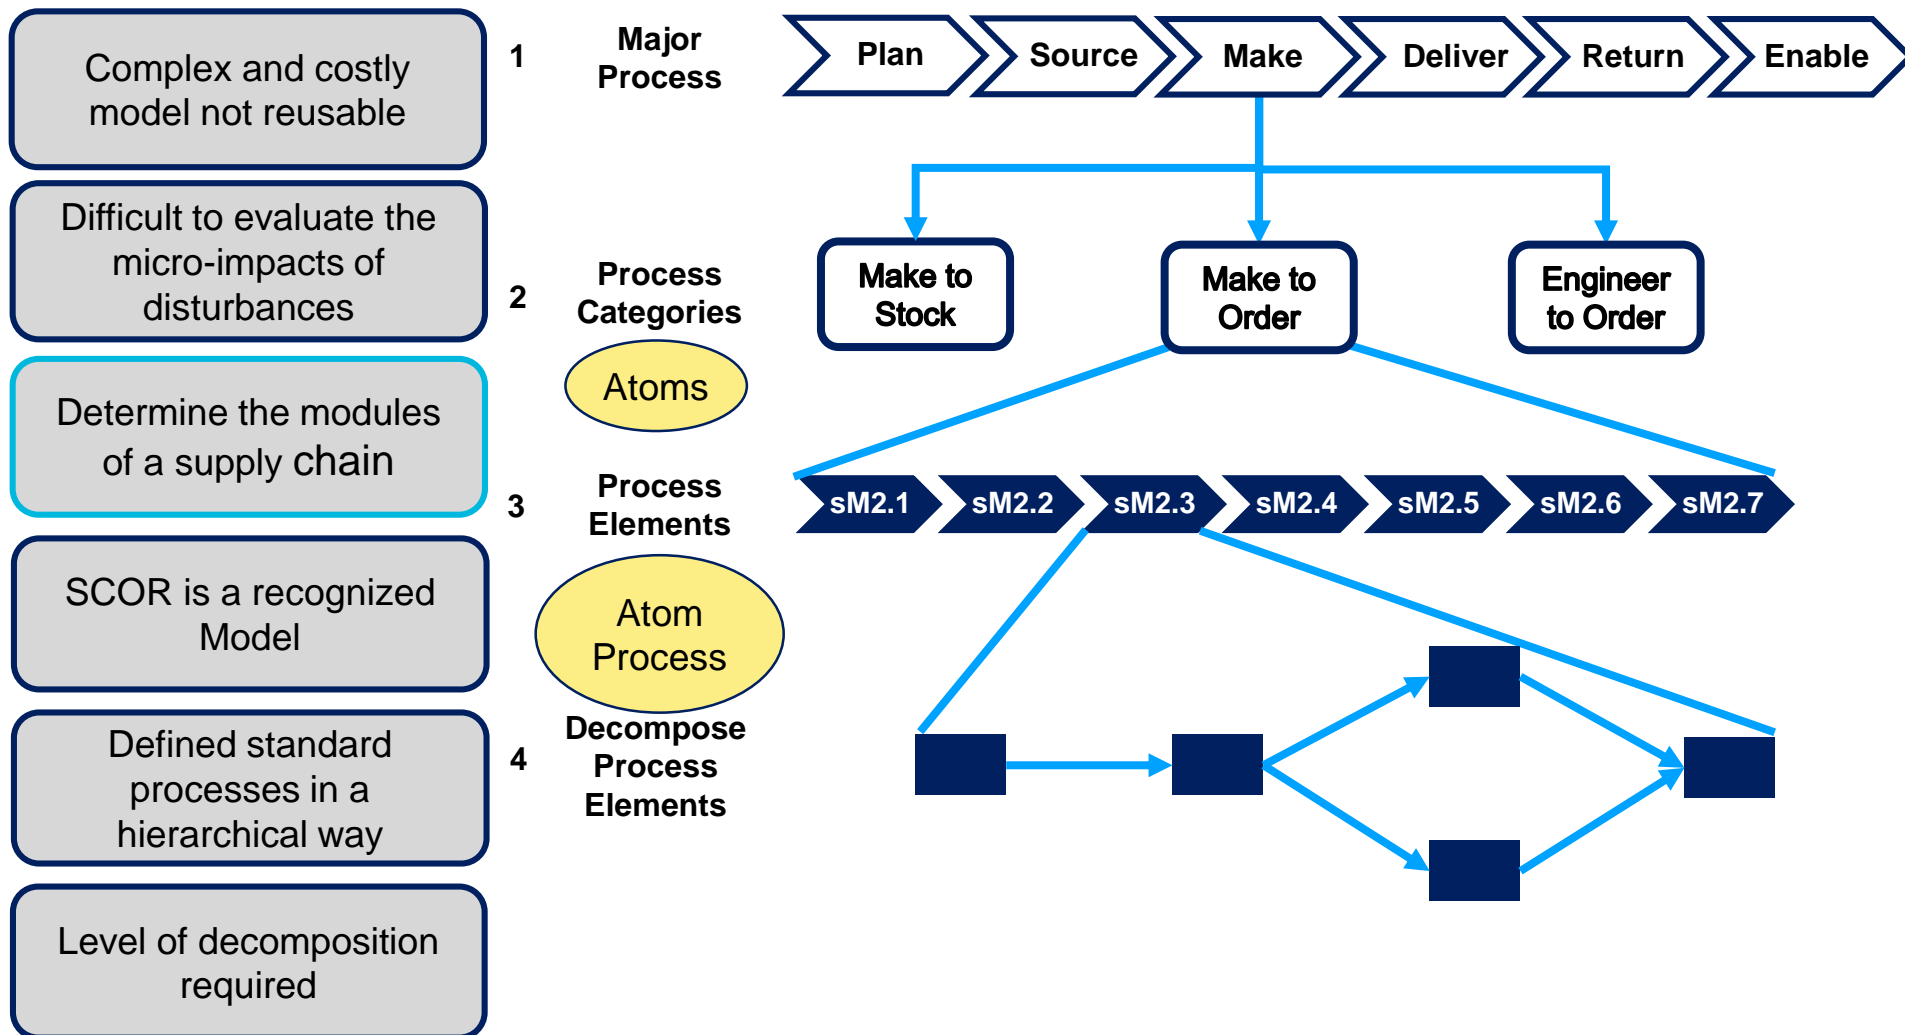 Complex and costly
model not reusable
Difficult to evaluate the
micro-impacts of
disturbances
Determine the modules
of a supply chain
SCOR is a recognized
Model
Defined standard
processes in a
hierarchical way
Level of decomposition
required
1
Major
Process
Plan
Source
Make
Deliver
Return
Enable
2
Process
Categories
Atoms
Make to
Stock
Make to
Order
Engineer
to Order
3
Process
Elements
Atom
Process
sM2.1
sM2.2
sM2.3
sM2.4
sM2.5
sM2.6
sM2.7
4
Decompose
Process
Elements